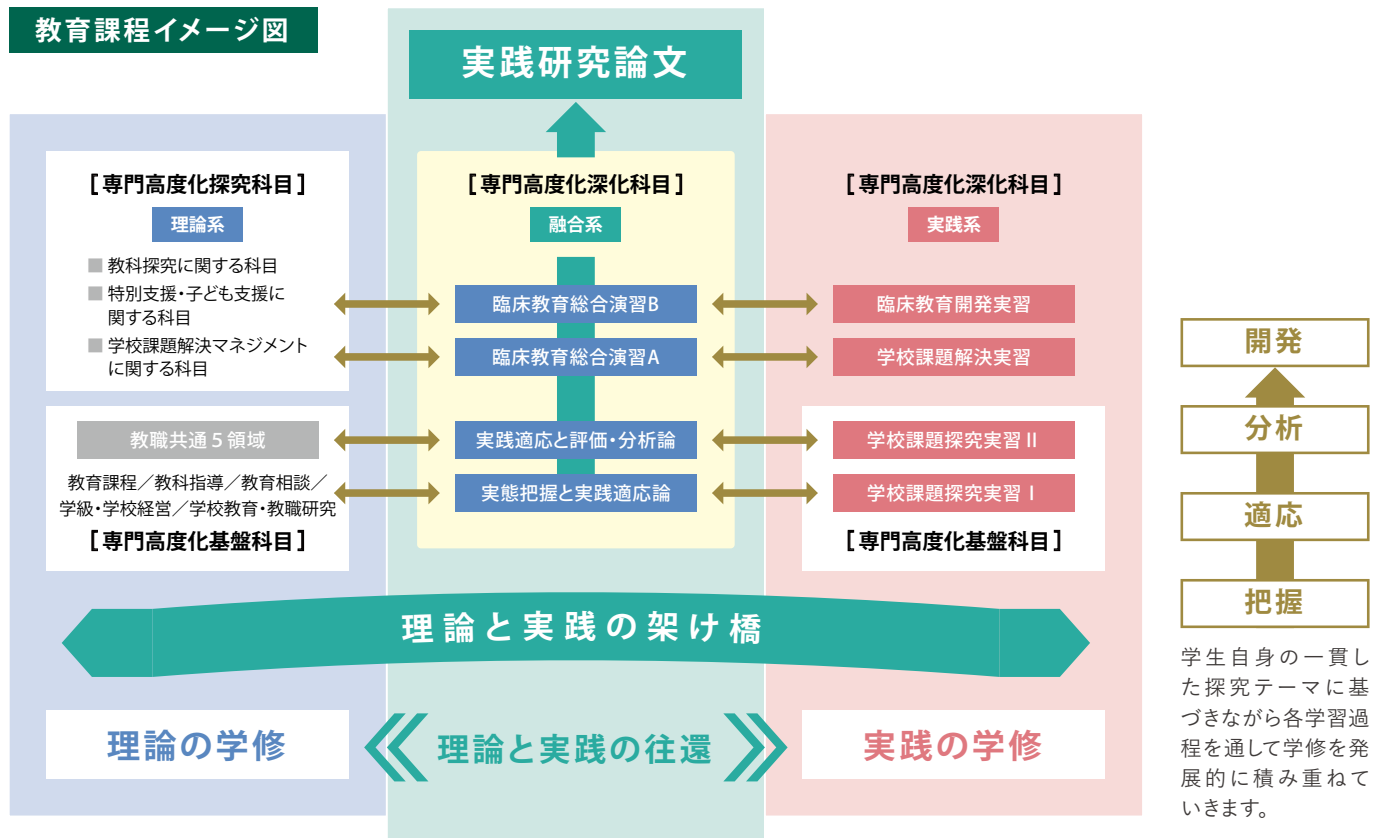 教育課程イメージ図
実践研究論文
[専門高度化探究科目]
理論系
■ 教科探究に関する科目
■ 特別支援・子ども支援に
関する科目
■ 学校課題解決マネジメント
に関する科目
教職共通5領域
教育課程／教科指導／教育相談／
学級・学校経営／学校教育・教職研究
[専門高度化基盤科目]
[専門高度化深化科目]
融合系
臨床教育総合演習B
臨床教育総合演習A
実践適応と評価・分析論
実態把握と実践適応論
[専門高度化深化科目]
実践系
臨床教育開発実習
学校課題解決実習
学校課題探究実習Ⅱ
学校課題探究実習Ⅰ
[専門高度化基盤科目]
理論と実践の架け橋
理論の学修
理論と実践の往還
実践の学修
開発
分析
適応
把握
学生自身の一貫し
た探究テーマに基
づきながら各学習過
程を通して学修を発
展的に積み重ねて
いきます。